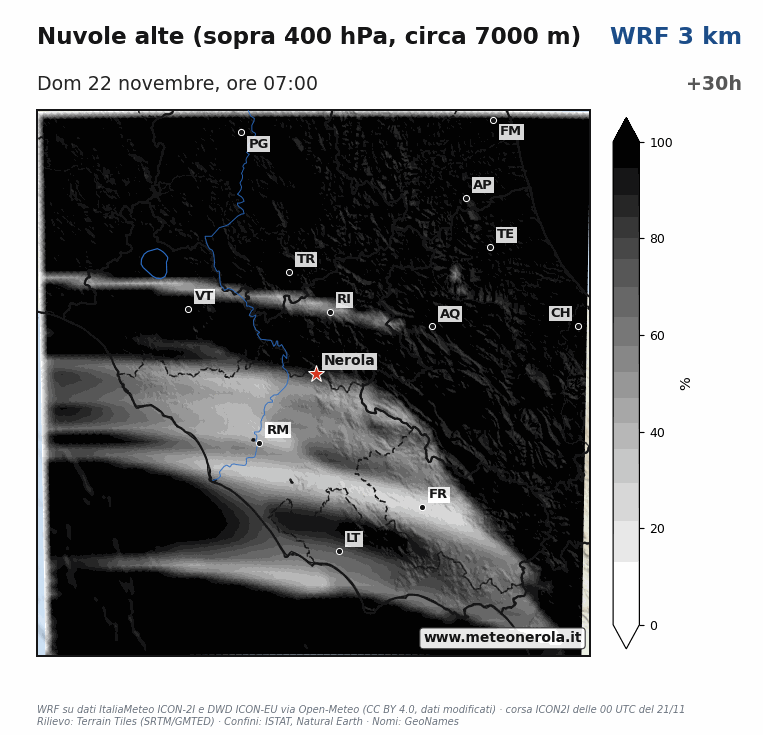 Nuvole alte (sopra 400 hPa, circa 7000 m) WRF 3 km
Dom 22 novembre, ore 07:00 +30h
FM
PG
AP
TE
TR
VT
RI
AQ
CH
Nerola
RM
FR
LT
www.meteonerola.it
100
80
60
40
20
0
%
WRF su dati ItaliaMeteo ICON-2I e DWD ICON-EU via Open-Meteo (CC BY 4.0, dati modificati) · corsa ICON2I delle 00 UTC del 21/11
Rilievo: Terrain Tiles (SRTM/GMTED) · Confini: ISTAT, Natural Earth · Nomi: GeoNames